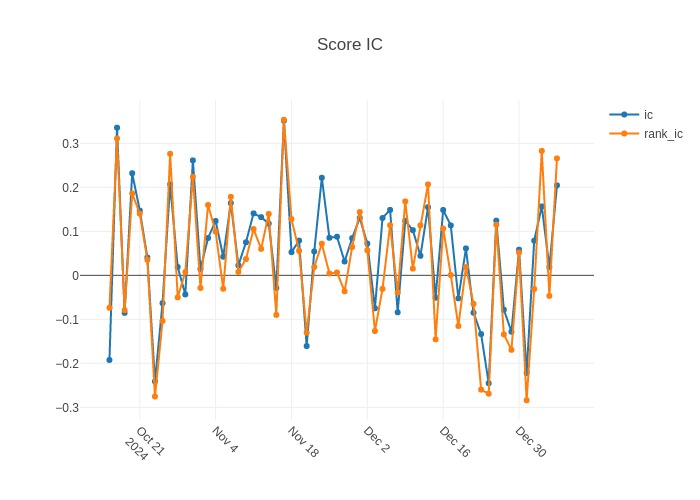 Score IC
ic
rank_ic
0.3
0.2
0.1
0
−0.1
−0.2
−0.3
Oct 21
2024
Nov 4
Nov 18
Dec 2
Dec 16
Dec 30